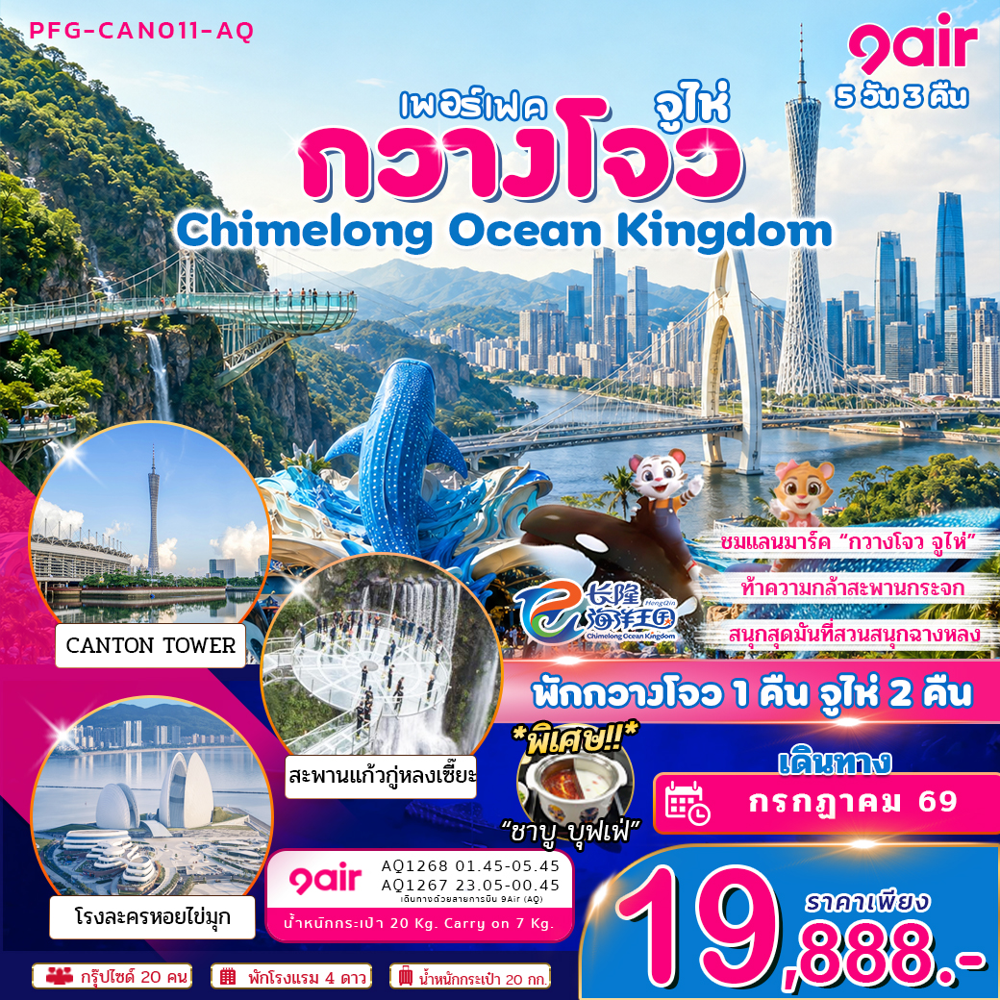 PFG-CAN011-AQ
9air
5 วัน 3 คืน
เพอร์เฟค
กวางโจว
จูไห่
Chimelong Ocean Kingdom
ชมแลนมาร์ค “กวางโจว จูไห่”
ท้าความกล้าสะพานกระจก
สนุกสุดมันที่สวนสนุกฉางหลง
长隆
HengQin
海洋王国
Chimelong Ocean Kingdom
CANTON TOWER
สะพานแก้วกู่หลงเซี๊ยะ
โรงละครหอยไข่มุก
พักกวางโจว 1 คืน จูไห่ 2 คืน
*พิเศษ!!*
“ชาบู บุฟเฟ่”
เดินทาง
กรกฎาคม 69
9air
AQ1268 01.45-05.45
AQ1267 23.05-00.45
เดินทางด้วยสายการบิน 9Air (AQ)
น้ำหนักกระเป๋า 20 Kg. Carry on 7 Kg.
ราคาเพียง
19,888.-
กรุ๊ปไซด์ 20 คน
พักโรงแรม 4 ดาว
น้ำหนักกระเป๋า 20 กก.